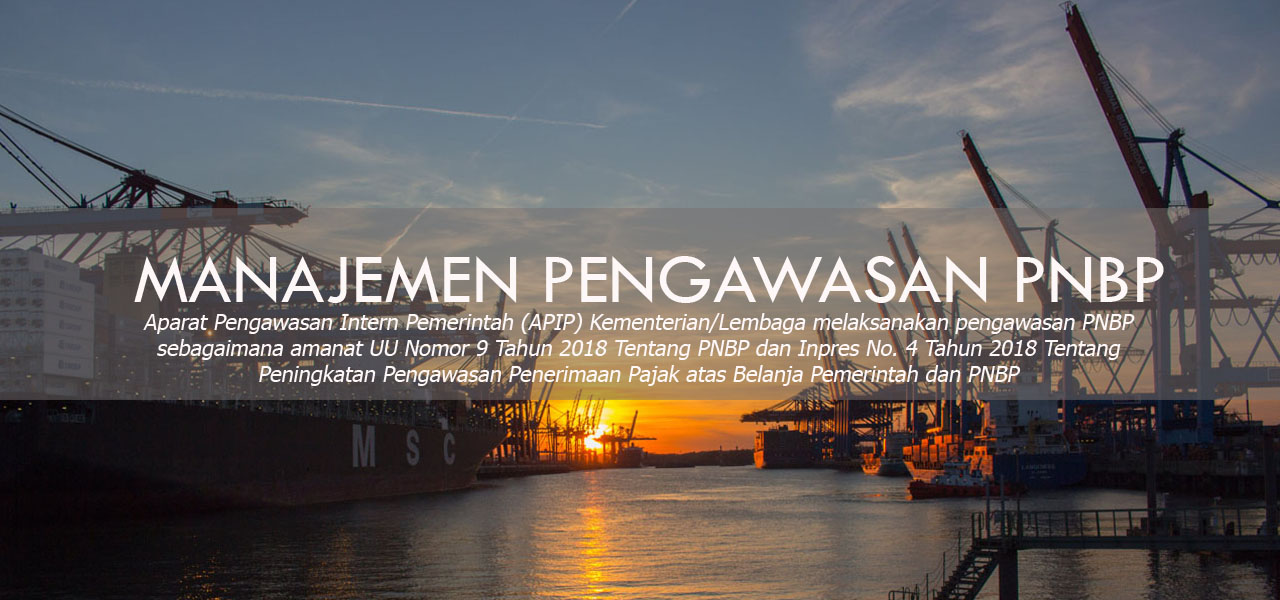 MANAJEMEN PENGAWASAN PNBP
Aparat Pengawasan Intern Pemerintah (APIP) Kementerian/Lembaga melaksanakan pengawasan PNBP
sebagaimana amanat UU Nomor 9 Tahun 2018 Tentang PNBP dan Inpres No. 4 Tahun 2018 Tentang
Peningkatan Pengawasan Penerimaan Pajak atas Belanja Pemerintah dan PNBP
M S C